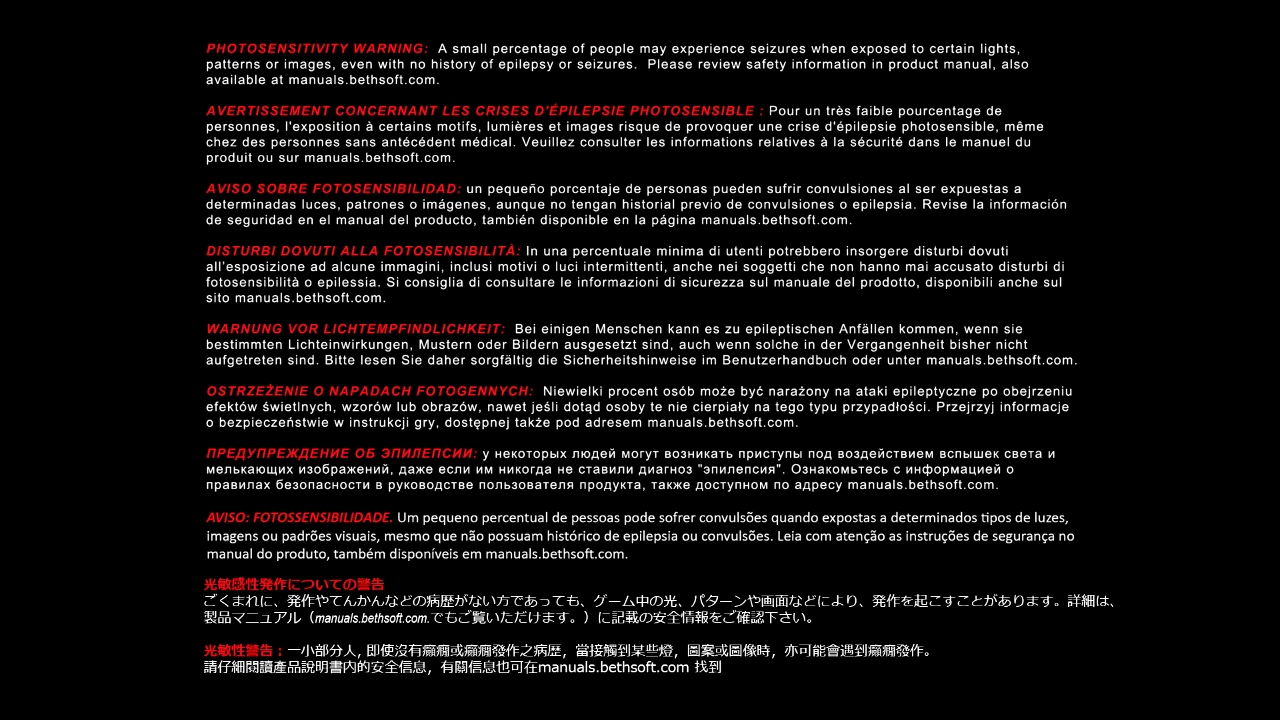 PHOTOSENSITIVITY WARNING: A small percentage of people may experience seizures when exposed to certain lights,
patterns or images, even with no history of epilepsy or seizures. Please review safety information in product manual, also
available at manuals.bethsoft.com.
AVERTISSEMENT CONCERNANT LES CRISES D'ÉPILEPSIE PHOTOSENSIBLE : Pour un très faible pourcentage de
personnes, l'exposition à certains motifs, lumières et images risque de provoquer une crise d'épilepsie photosensible, même
chez des personnes sans antécédent médical. Veuillez consulter les informations relatives à la sécurité dans le manuel du
produit ou sur manuals.bethsoft.com.
AVISO SOBRE FOTOSENSIBILIDAD: un pequeño porcentaje de personas pueden sufrir convulsiones al ser expuestas a
determinadas luces, patrones o imágenes, aunque no tengan historial previo de convulsiones o epilepsia. Revise la información
de seguridad en el manual del producto, también disponible en la página manuals.bethsoft.com.
DISTURBI DOVUTI ALLA FOTOSENSIBILITÀ: In una percentuale minima di utenti potrebbero insorgere disturbi dovuti
all'esposizione ad alcune immagini, inclusi motivi o luci intermittenti, anche nei soggetti che non hanno mai accusato disturbi di
fotosensibilità o epilessia. Si consiglia di consultare le informazioni di sicurezza sul manuale del prodotto, disponibili anche sul
sito manuals.bethsoft.com.
WARNUNG VOR LICHTEMPFINDLICHKEIT: Bei einigen Menschen kann es zu epileptischen Anfällen kommen, wenn sie
bestimmten Lichteinwirkungen, Mustern oder Bildern ausgesetzt sind, auch wenn solche in der Vergangenheit bisher nicht
aufgetreten sind. Bitte lesen Sie daher sorgfältig die Sicherheitshinweise im Benutzerhandbuch oder unter manuals.bethsoft.com.
OSTRZEŻENIE O NAPADACH FOTOGENNYCH: Niewielki procent osób może być narażony na ataki epileptyczne po obejrzeniu
efektów świetlnych, wzorów lub obrazów, nawet jeśli dotąd osoby te nie cierpiały na tego typu przypadłości. Przejrzyj informacje
o bezpieczeństwie w instrukcji gry, dostępnej także pod adresem manuals.bethsoft.com.
ПРЕДУПРЕЖДЕНИЕ ОБ ЭПИЛЕПСИИ: у некоторых людей могут возникать приступы под воздействием вспышек света и
мелькающих изображений, даже если им никогда не ставили диагноз "эпилепсия". Ознакомьтесь с информацией о
правилах безопасности в руководстве пользователя продукта, также доступном по адресу manuals.bethsoft.com.
AVISO: FOTOSSENSIBILIDADE. Um pequeno percentual de pessoas pode sofrer convulsões quando expostas a determinados tipos de luzes,
imagens ou padrões visuais, mesmo que não possuam histórico de epilepsia ou convulsões. Leia com atenção as instruções de segurança no
manual do produto, também disponíveis em manuals.bethsoft.com.
光敏感性発作についての警告
ごくまれに、発作やてんかんなどの病歴がない方であっても、ゲーム中の光、パターンや画面などにより、発作を起こすことがあります。詳細は、
製品マニュアル（manuals.bethsoft.com.でもご覧いただけます。）に記載の安全情報をご確認下さい。
光敏性警告：一小部分人, 即使沒有癲癇或癲癇發作之病歷，當接觸到某些燈，圖案或圖像時，亦可能會遇到癲癇發作。
請仔細閱讀產品說明書内的安全信息，有關信息也可在manuals.bethsoft.com 找到